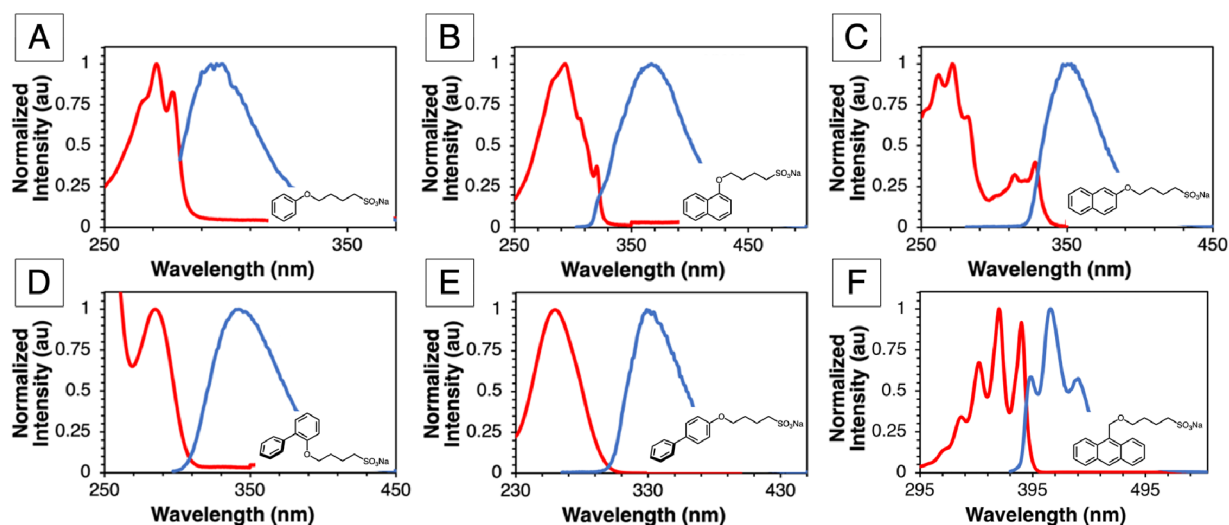 A
Normalized
Intensity (au)
1
0.75
0.5
0.25
0
250
350
Wavelength (nm)
O
SO3Na
B
Normalized
Intensity (au)
1
0.75
0.5
0.25
0
250
350
450
Wavelength (nm)
O
SO3Na
C
Normalized
Intensity (au)
1
0.75
0.5
0.25
0
250
350
450
Wavelength (nm)
O
SO3Na
D
Normalized
Intensity (au)
1
0.75
0.5
0.25
0
250
350
450
Wavelength (nm)
O
SO3Na
E
Normalized
Intensity (au)
1
0.75
0.5
0.25
0
230
330
430
Wavelength (nm)
O
SO3Na
F
Normalized
Intensity (au)
1
0.75
0.5
0.25
0
295
395
495
Wavelength (nm)
O
SO3Na